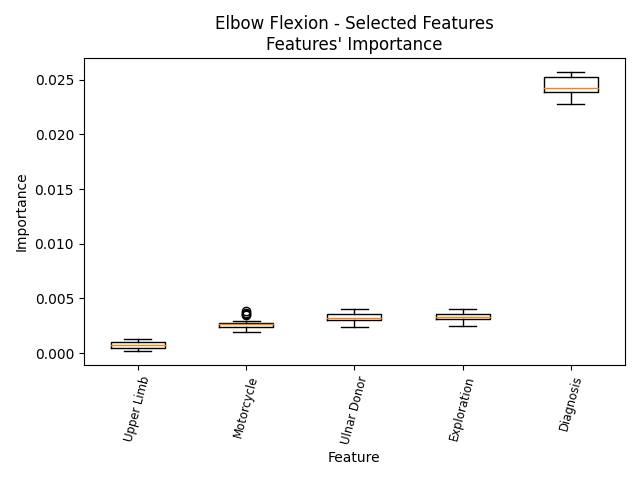 Elbow Flexion - Selected Features
Features' Importance
0.025
0.020
0.015
0.010
0.005
0.000
Importance
Upper Limb
Motorcycle
Ulnar Donor
Exploration
Diagnosis
Feature